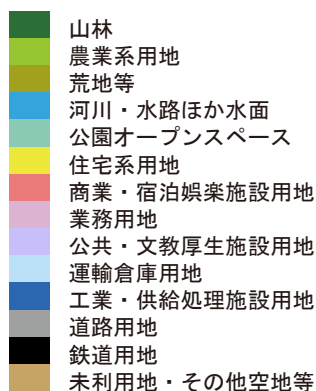 山林
農業系用地
荒地等
河川・水路ほか水面
公園オープンスペース
住宅系用地
商業・宿泊娯楽施設用地
業務用地
公共・文教厚生施設用地
運輸倉庫用地
工業・供給処理施設用地
道路用地
鉄道用地
未利用地・その他空地等